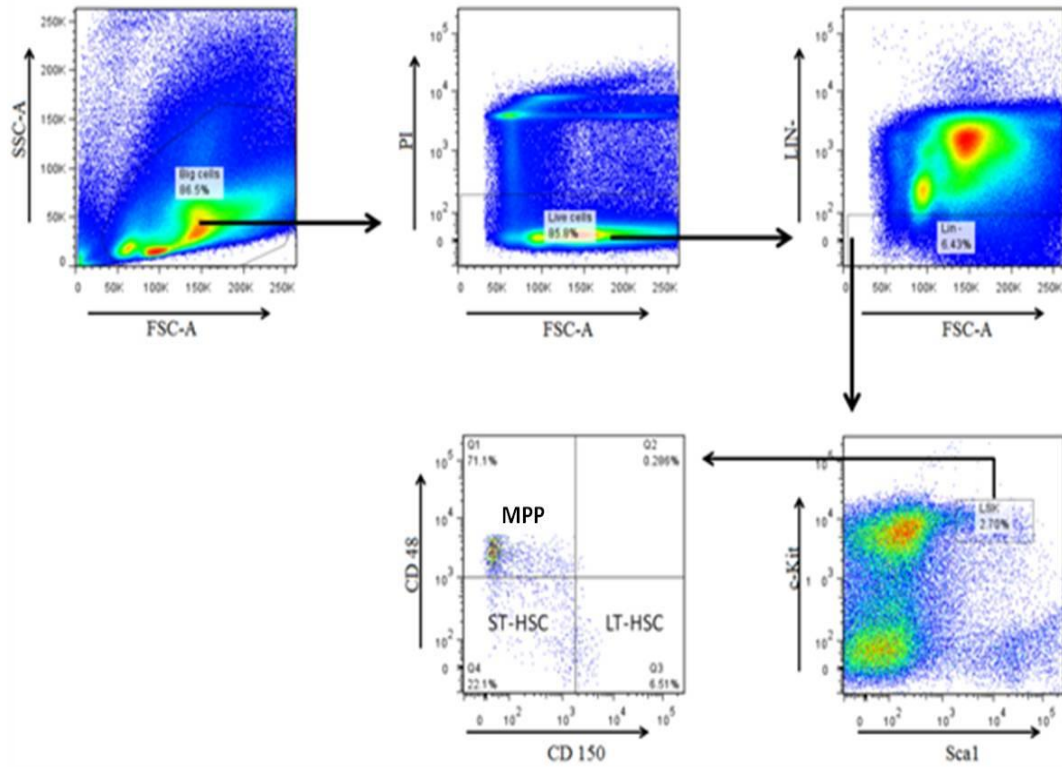 250K
200K
150K
100K
50K
0
SSC-A
Big cells
86.5%
0 50K 100K 150K 200K 250K
FSC-A
10^5
10^4
10^3
10^2
0
PI
Live cells
85.8%
0 50K 100K 150K 200K 250K
FSC-A
10^5
10^4
10^3
10^2
0
LIN-
Lin -
6.43%
0 50K 100K 150K 200K 250K
FSC-A
Q1
71.1%
Q2
0.286%
10^5
10^4
10^3
10^2
0
CD 48
MPP
ST-HSC
LT-HSC
Q4
22.1%
Q3
6.51%
0 10^2 10^3 10^4 10^5
CD 150
10^5
10^4
10^2
0
c-Kit
LSK
2.70%
0 10^2 10^3 10^4 10^5
Sca1